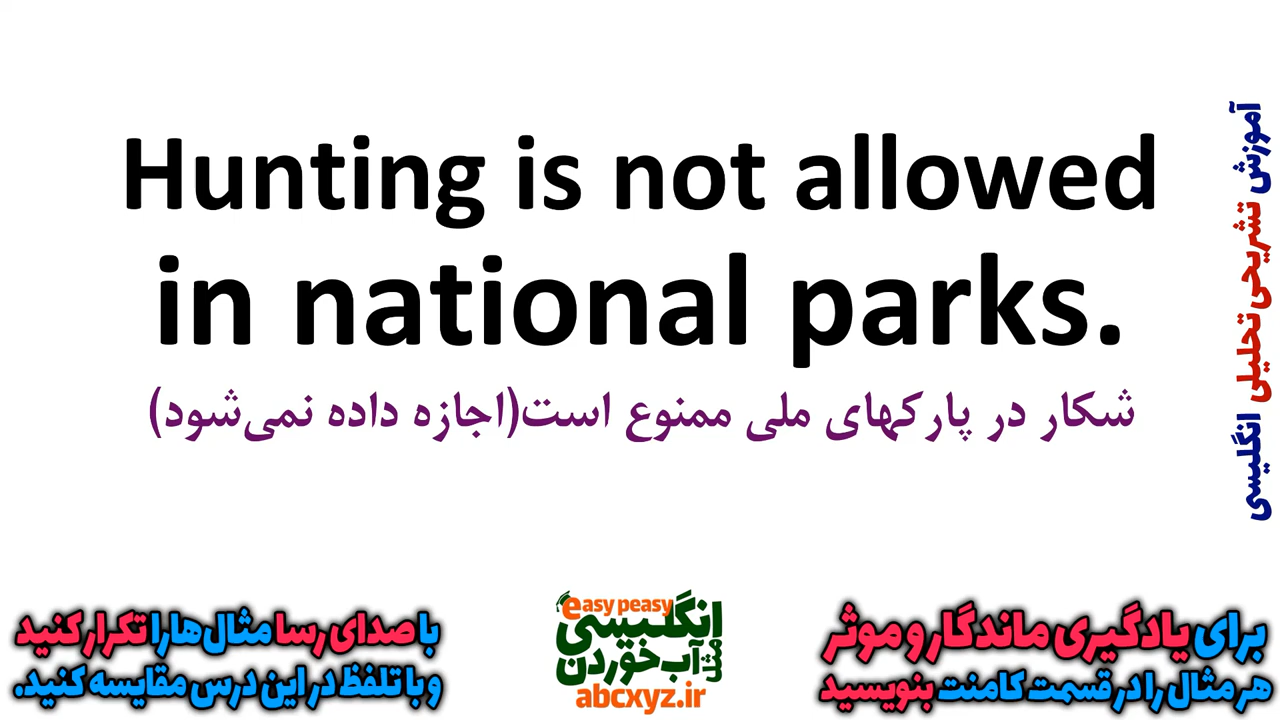 Hunting is not allowed
in national parks.
شکار در پارکهای ملی ممنوع است(اجازه داده نمی‌شود)
آموزش تشریحی تحلیلی انگلیسی
برای یادگیری ماندگار و موثر
هر مثال را در قسمت کامنت بنویسید
easy peasy
انگلیسی
مثل آب خوردن
abcxyz.ir
با صدای رسا مثال‌ها را تکرار کنید
و با تلفظ در این درس مقایسه کنید.